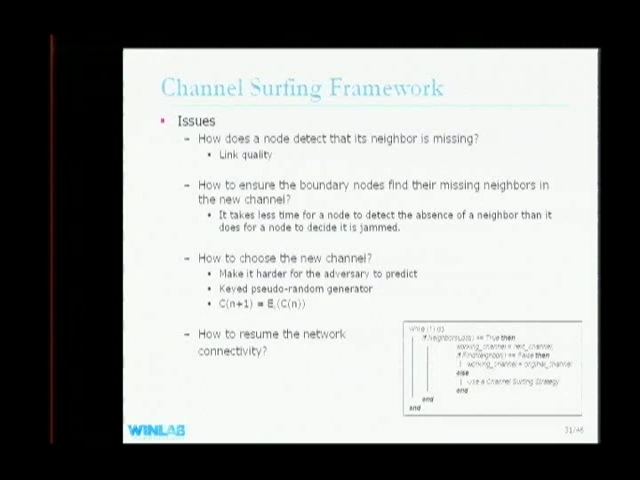 Channel Surfing Framework
• Issues
– How does a node detect that its neighbor is missing?
• Link quality
– How to ensure the boundary nodes find their missing neighbors in
the new channel?
• It takes less time for a node to detect the absence of a neighbor than it
does for a node to decide it is jammed.
– How to choose the new channel?
• Make it harder for the adversary to predict
• Keyed pseudo-random generator
• C(n+1) = E (C(n))
– How to resume the network
connectivity?
while (1) do
if NeighborsLost() == True then
working_channel = next_channel;
if FindNeighbor() == False then
working_channel = original_channel
else
Use a Channel Surfing Strategy
end
end
end
WINLAB
31/46